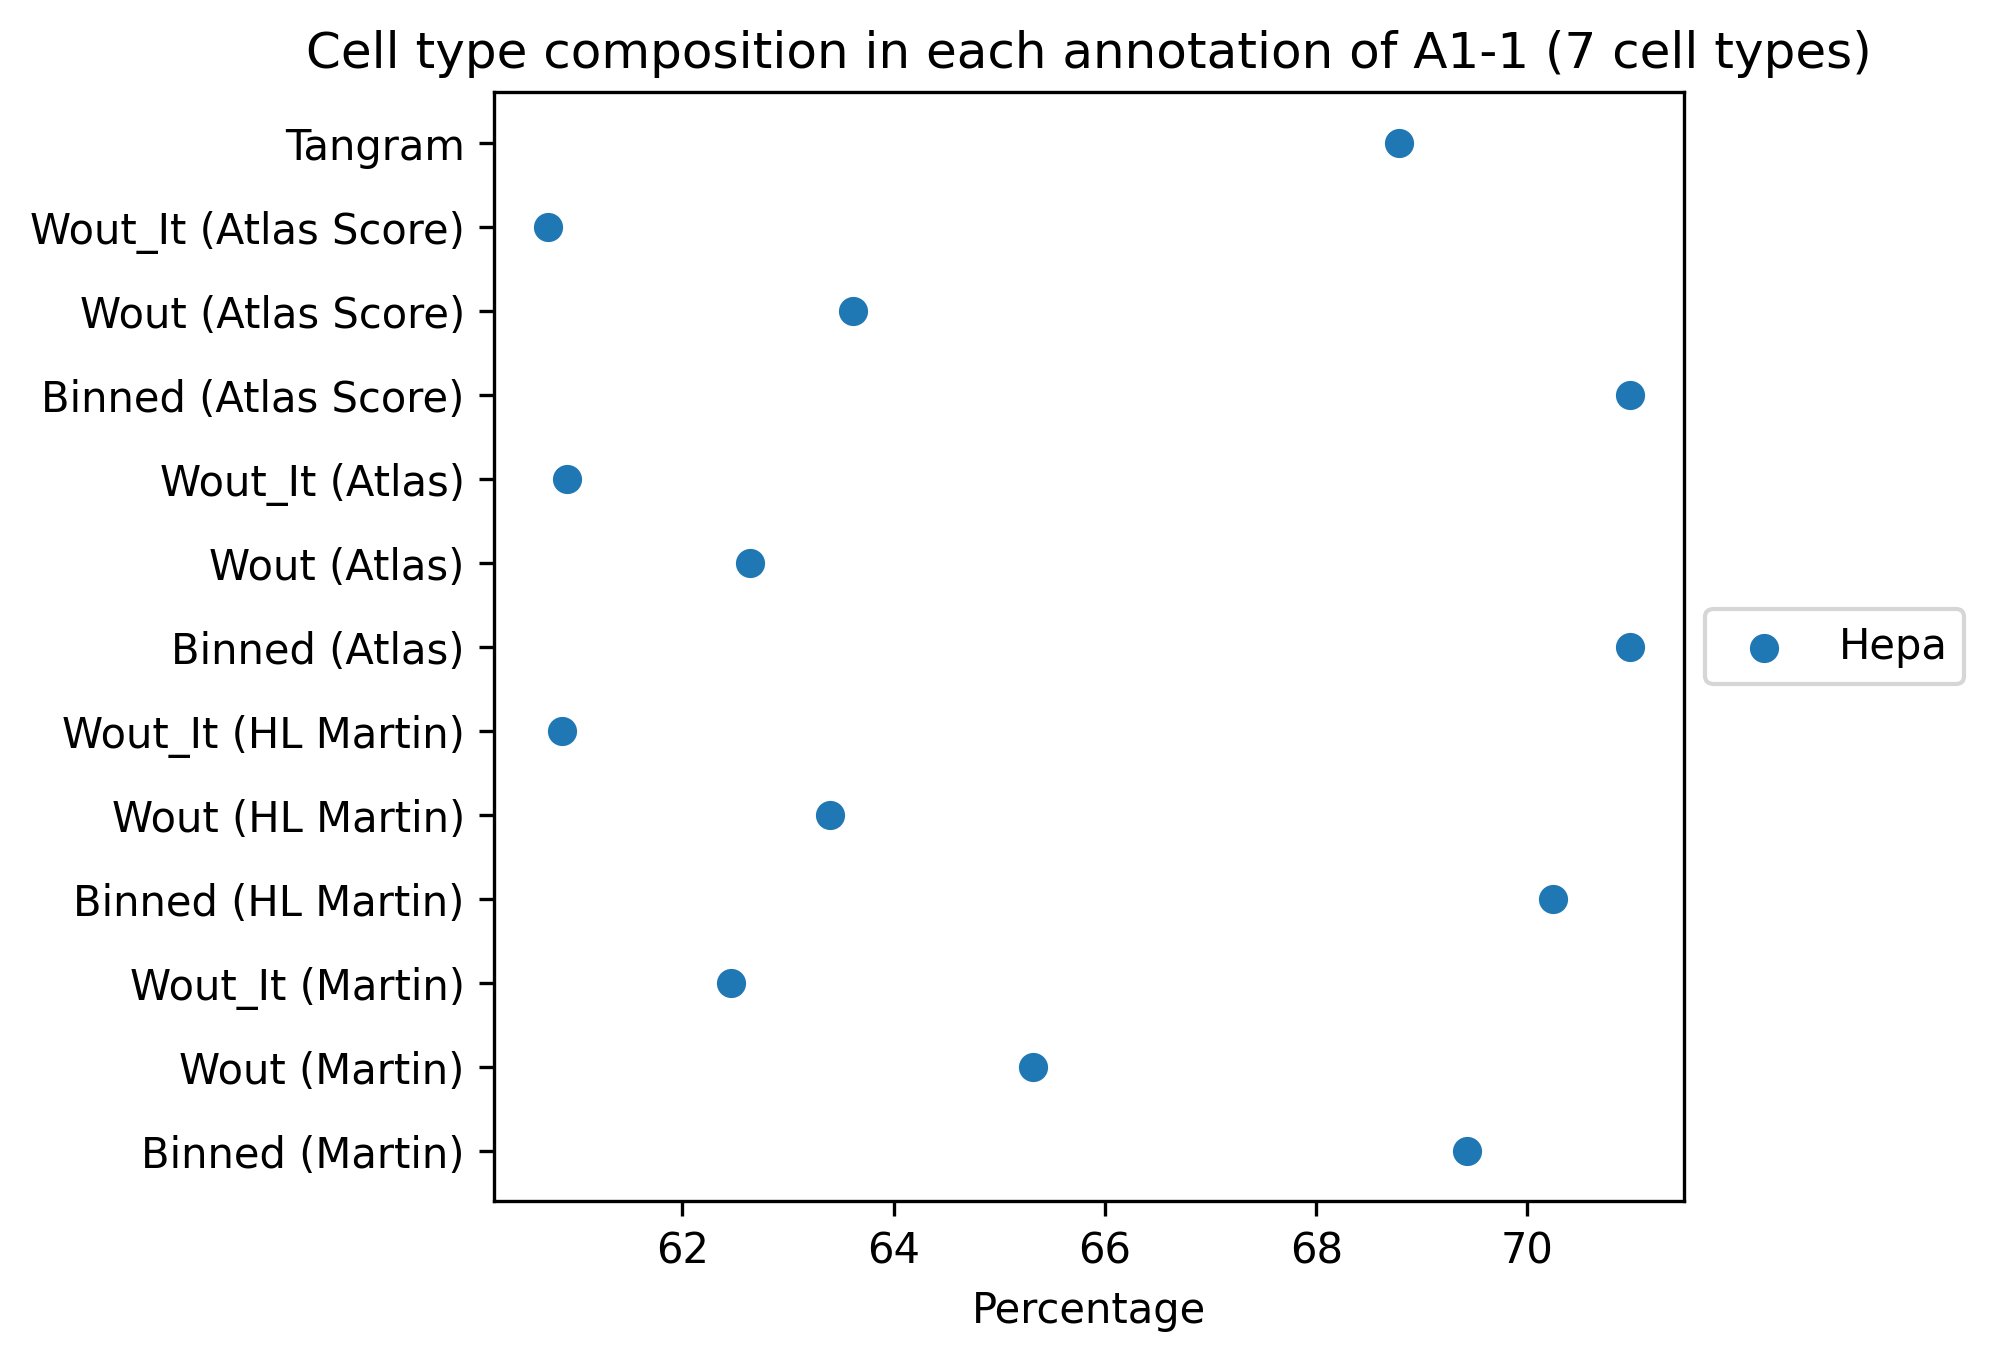 Cell type composition in each annotation of A1-1 (7 cell types)
Tangram
Wout_It (Atlas Score)
Wout (Atlas Score)
Binned (Atlas Score)
Wout_It (Atlas)
Wout (Atlas)
Binned (Atlas)
Hepa
Wout_It (HL Martin)
Wout (HL Martin)
Binned (HL Martin)
Wout_It (Martin)
Wout (Martin)
Binned (Martin)
62 64 66 68 70
Percentage